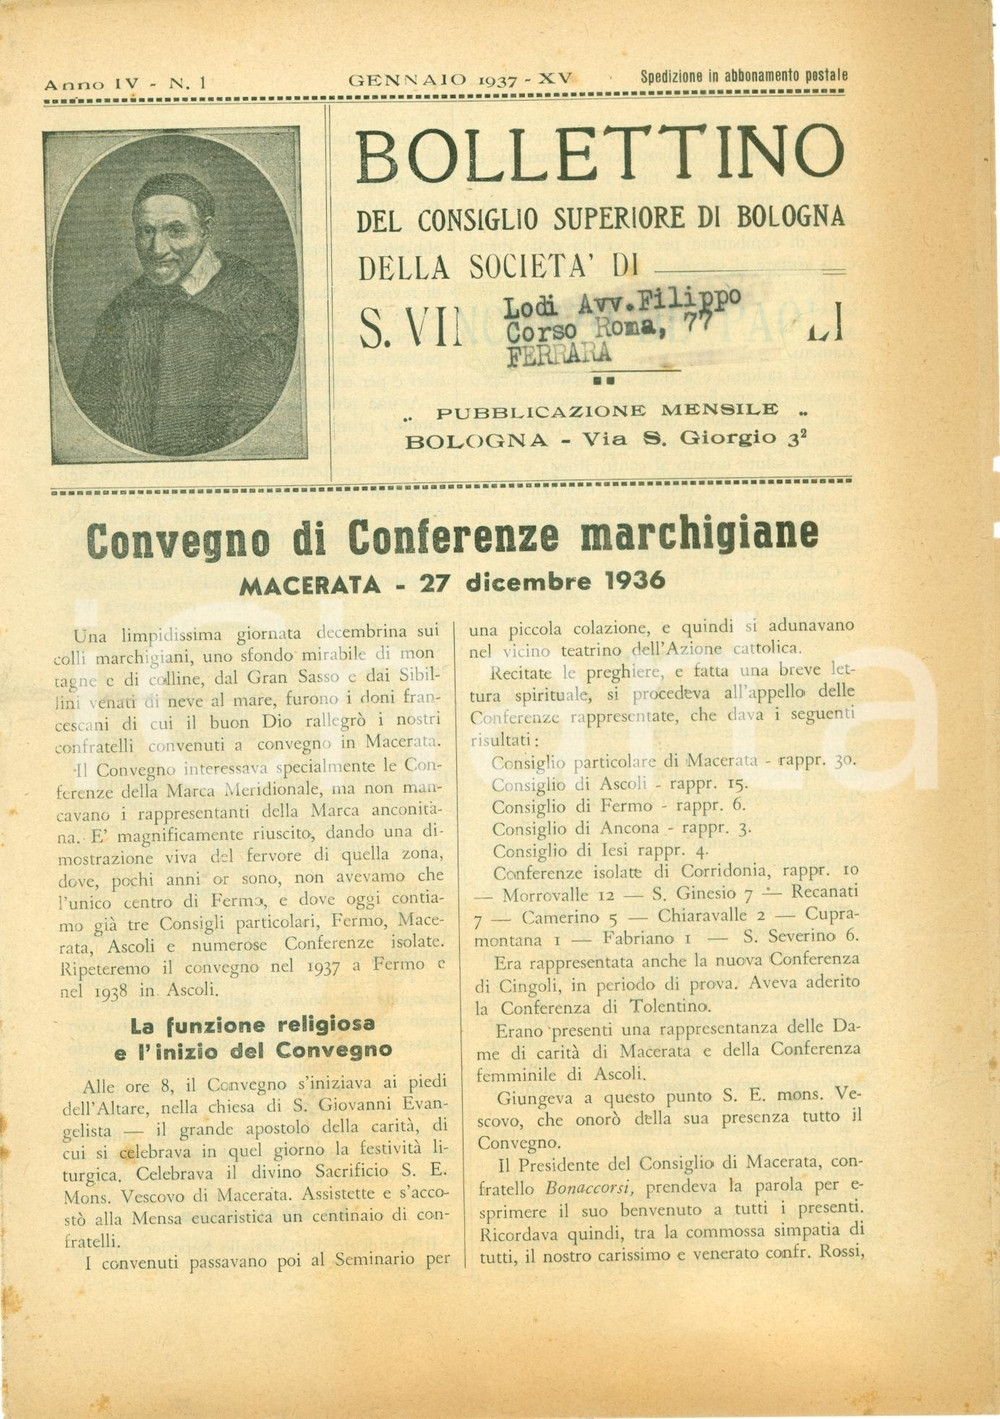 Anno IV - N. 1
GENNAIO 1937 - XV
Spedizione in abbonamento postale
BOLLETTINO
DEL CONSIGLIO SUPERIORE DI BOLOGNA
DELLA SOCIETA' DI
S. VIN LI
Lodi Avv.Filippo
Corso Roma, 77
FERRARA
„ PUBBLICAZIONE MENSILE „
BOLOGNA - Via S. Giorgio 3²
Convegno di Conferenze marchigiane
MACERATA - 27 dicembre 1936
Una limpidissima giornata decembrina sui
colli marchigiani, uno sfondo mirabile di mon
tagne e di colline, dal Gran Sasso e dai Sibil-
lini venati di neve al mare, furono i doni fran-
cescani di cui il buon Dio rallegrò i nostri
confratelli convenuti a convegno in Macerata.
Il Convegno interessava specialmente le Con-
ferenze della Marca Meridionale, ma non man-
cavano i rappresentanti della Marca anconita-
na. E' magnificamente riuscito, dando una di-
mostrazione viva del fervore di quella zona,
dove, pochi anni or sono, non avevamo che
l'unico centro di Fermo, e dove oggi contia-
mo già tre Consigli particolari, Fermo, Mace-
rata, Ascoli e numerose Conferenze isolate.
Ripeteremo il convegno nel 1937 a Fermo e
nel 1938 in Ascoli.
La funzione religiosa
e l'inizio del Convegno
Alle ore 8, il Convegno s'iniziava ai piedi
dell'Altare, nella chiesa di S. Giovanni Evan-
gelista — il grande apostolo della carità, di
cui si celebrava in quel giorno la festività li-
turgica. Celebrava il divino Sacrificio S. E.
Mons. Vescovo di Macerata. Assistette e s'acco-
stò alla Mensa eucaristica un centinaio di con-
fratelli.
I convenuti passavano poi al Seminario per
una piccola colazione, e quindi si adunavano
nel vicino teatrino dell'Azione cattolica.
Recitate le preghiere, e fatta una breve let-
tura spirituale, si procedeva all'appello delle
Conferenze rappresentate, che dava i seguenti
risultati :
Consiglio particolare di Macerata - rappr. 30.
Consiglio di Ascoli - rappr. 15.
Consiglio di Fermo - rappr. 6.
Consiglio di Ancona - rappr. 3.
Consiglio di Iesi rappr. 4.
Conferenze isolate di Corridonia, rappr. 10
— Morrovalle 12 — S. Ginesio 7 — Recanati
7 — Camerino 5 — Chiaravalle 2 — Cupra-
montana 1 — Fabriano 1 — S. Severino 6.
Era rappresentata anche la nuova Conferenza
di Cingoli, in periodo di prova. Aveva aderito
la Conferenza di Tolentino.
Erano presenti una rappresentanza delle Da-
me di carità di Macerata e della Conferenza
femminile di Ascoli.
Giungeva a questo punto S. E. mons. Ve-
scovo, che onorò della sua presenza tutto il
Convegno.
Il Presidente del Consiglio di Macerata, con-
fratello Bonaccorsi, prendeva la parola per e-
sprimere il suo benvenuto a tutti i presenti.
Ricordava quindi, tra la commossa simpatia di
tutti, il nostro carissimo e venerato confr. Rossi,